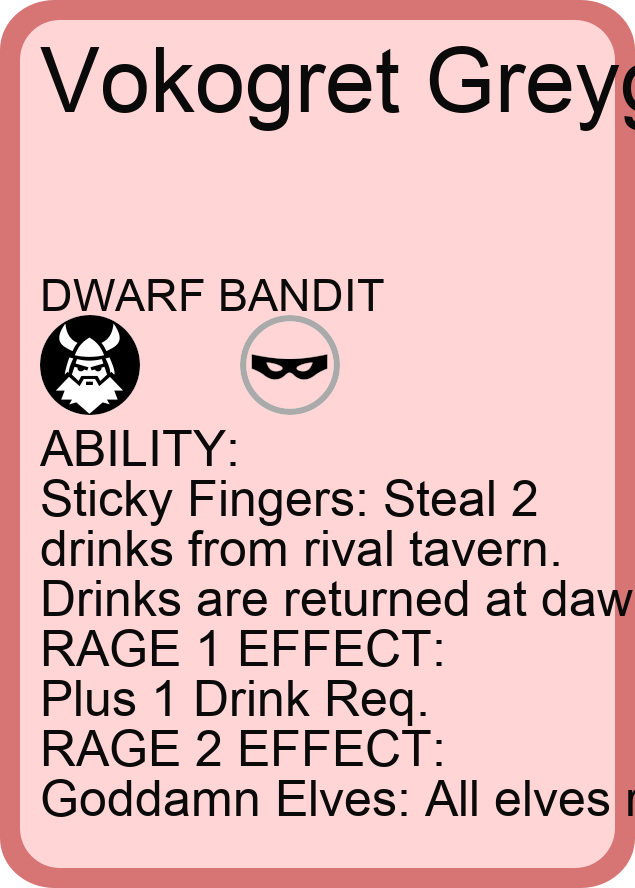 Vokogret Greyg
DWARF BANDIT
ABILITY:
Sticky Fingers: Steal 2
drinks from rival tavern.
Drinks are returned at daw
RAGE 1 EFFECT:
Plus 1 Drink Req.
RAGE 2 EFFECT:
Goddamn Elves: All elves